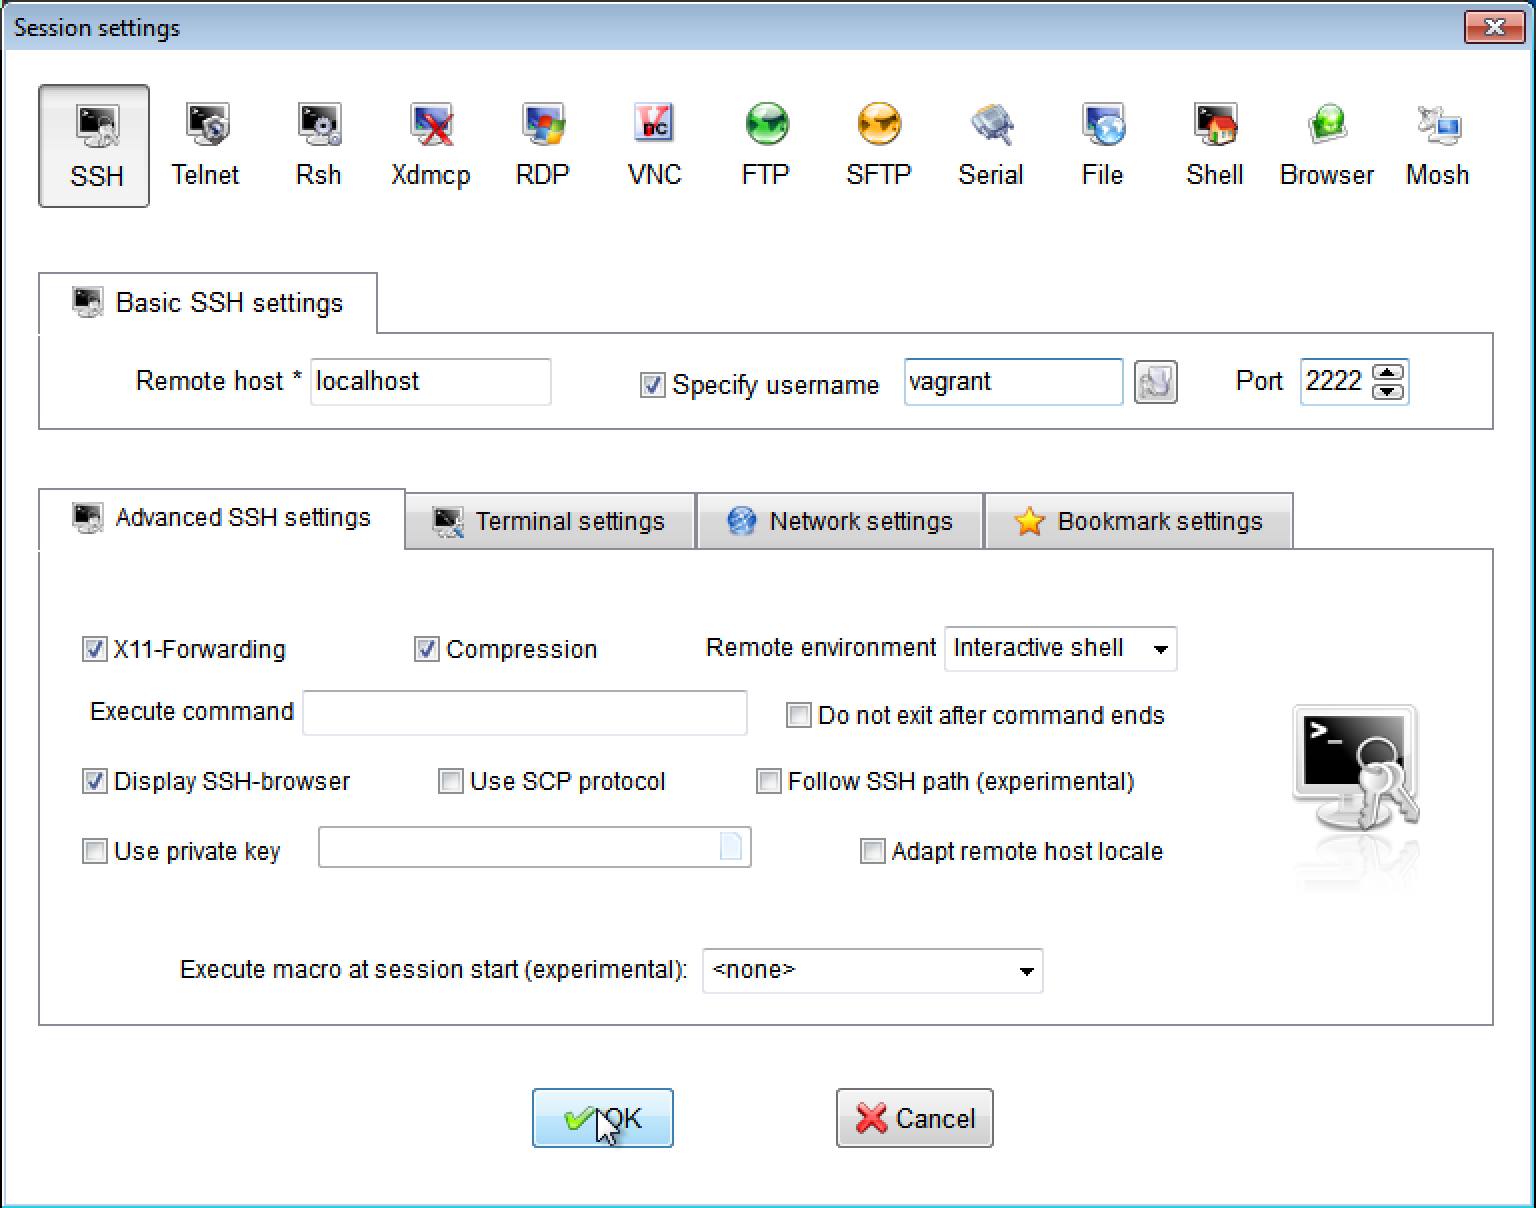 Session settings
SSH Telnet Rsh Xdmcp RDP VNC FTP SFTP Serial File Shell Browser Mosh
Basic SSH settings
Remote host * localhost Specify username vagrant Port 2222
Advanced SSH settings Terminal settings Network settings Bookmark settings
X11-Forwarding Compression Remote environment Interactive shell
Execute command Do not exit after command ends
Display SSH-browser Use SCP protocol Follow SSH path (experimental)
Use private key Adapt remote host locale
Execute macro at session start (experimental): <none>
OK Cancel